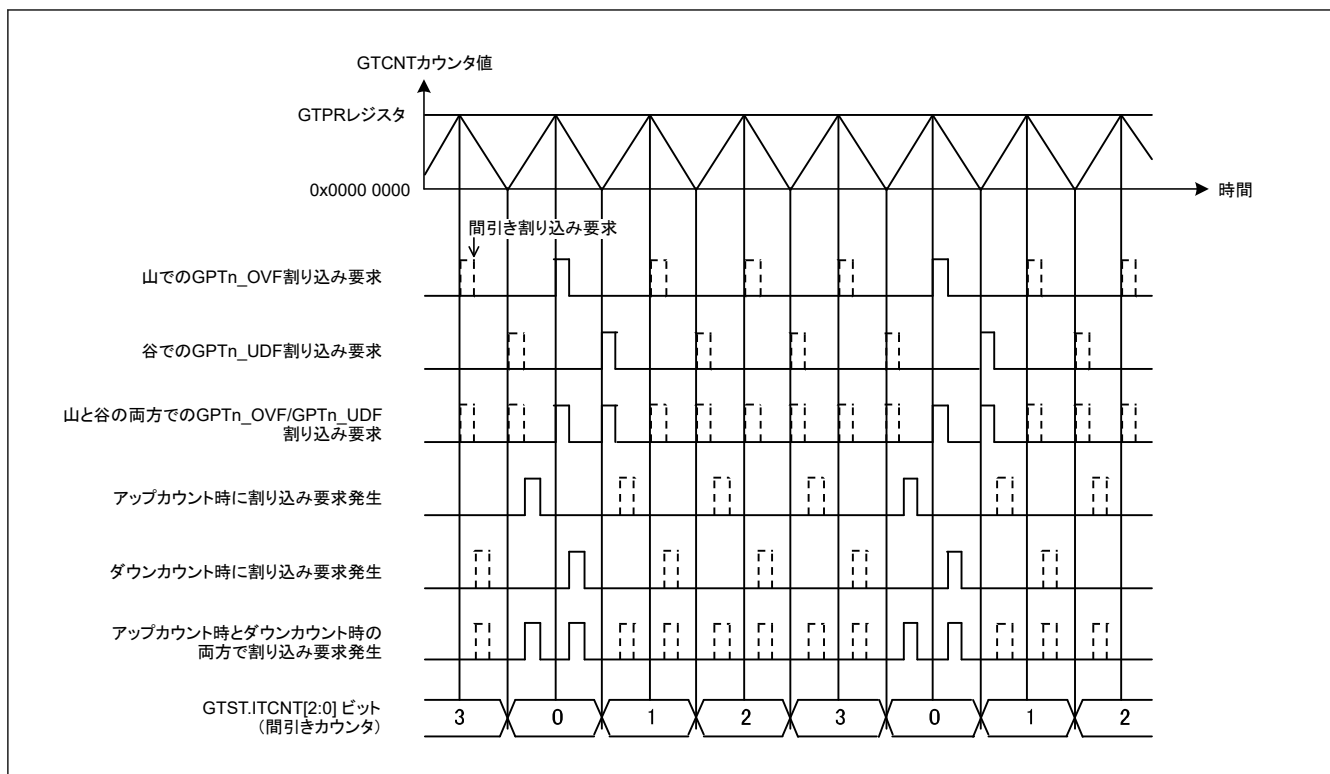 GTCNTカウンタ値
GTPRレジスタ
0x0000 0000
時間
間引き割り込み要求
山でのGPTn_OVF割り込み要求
谷でのGPTn_UDF割り込み要求
山と谷の両方でのGPTn_OVF/GPTn_UDF
割り込み要求
アップカウント時に割り込み要求発生
ダウンカウント時に割り込み要求発生
アップカウント時とダウンカウント時の
両方で割り込み要求発生
GTST.ITCNT[2:0] ビット
（間引きカウンタ）
3 0 1 2 3 0 1 2